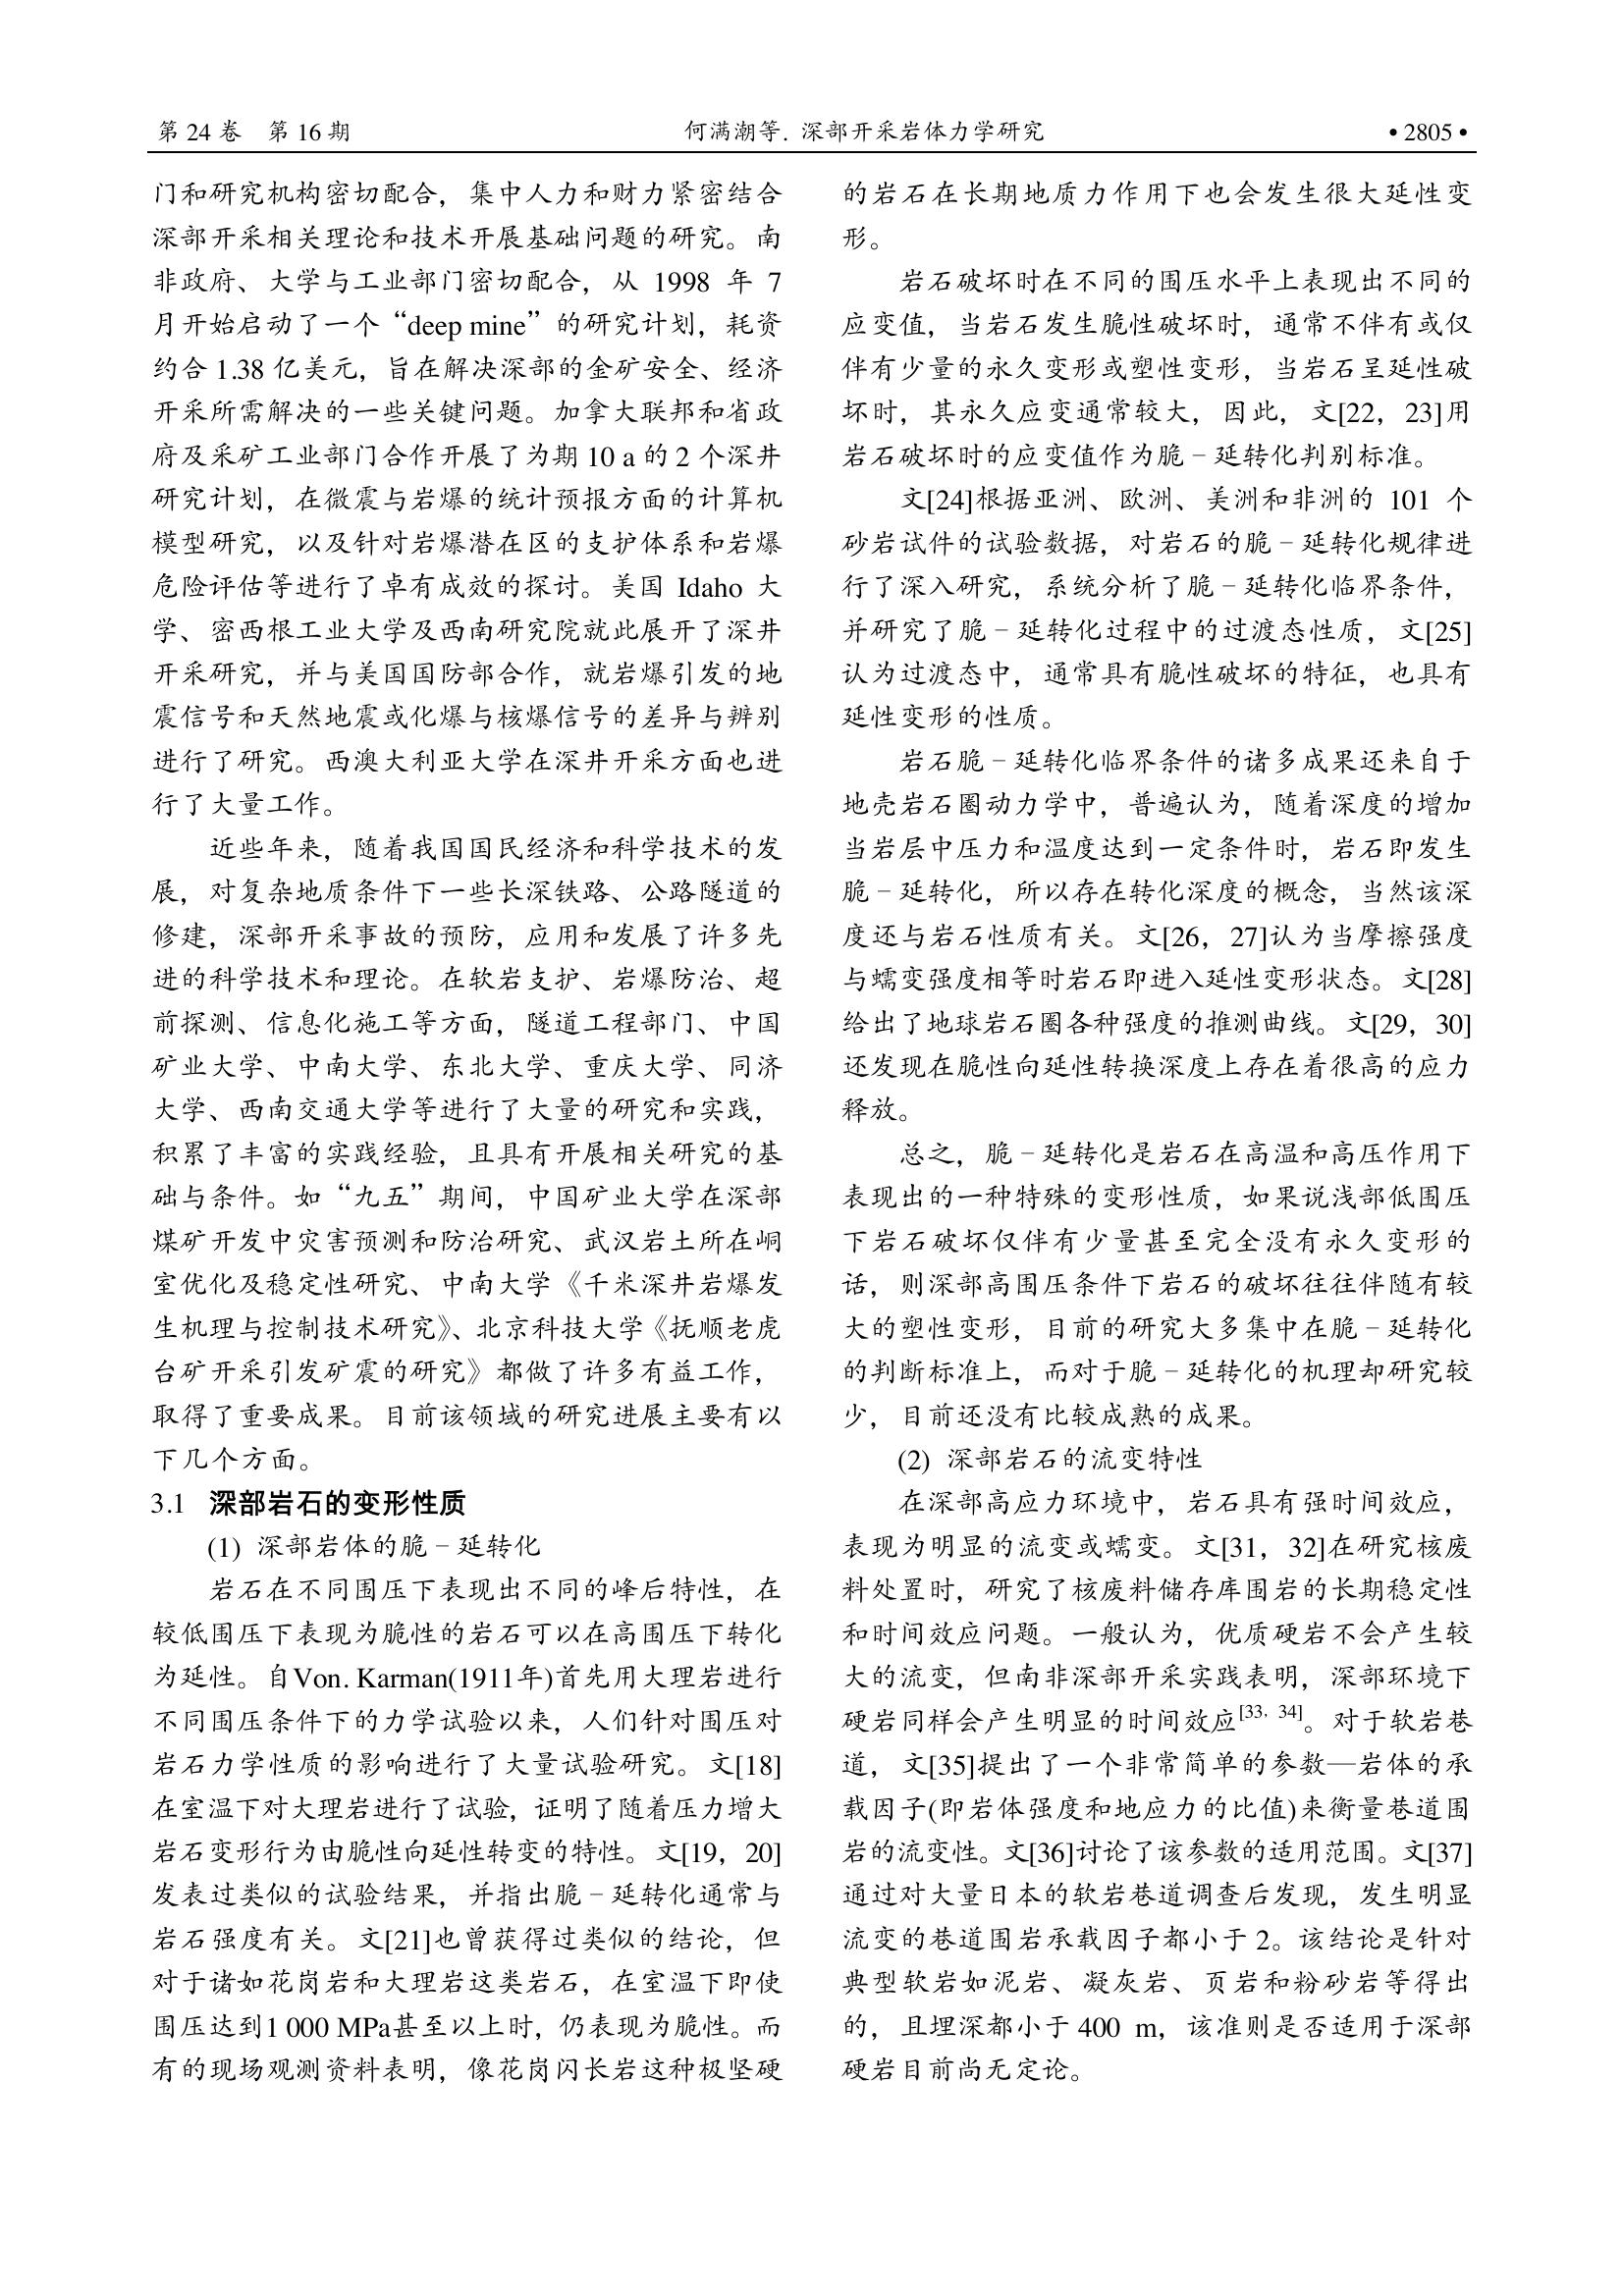 第 24 卷　第 16 期　何满潮等. 深部开采岩体力学研究　• 2805 •
门和研究机构密切配合，集中人力和财力紧密结合
深部开采相关理论和技术开展基础问题的研究。南
非政府、大学与工业部门密切配合，从 1998 年 7
月开始启动了一个“deep mine”的研究计划，耗资
约合 1.38 亿美元，旨在解决深部的金矿安全、经济
开采所需解决的一些关键问题。加拿大联邦和省政
府及采矿工业部门合作开展了为期 10 a 的 2 个深井
研究计划，在微震与岩爆的统计预报方面的计算机
模型研究，以及针对岩爆潜在区的支护体系和岩爆
危险评估等进行了卓有成效的探讨。美国 Idaho 大
学、密西根工业大学及西南研究院就此展开了深井
开采研究，并与美国国防部合作，就岩爆引发的地
震信号和天然地震或化爆与核爆信号的差异与辨别
进行了研究。西澳大利亚大学在深井开采方面也进
行了大量工作。
近些年来，随着我国国民经济和科学技术的发
展，对复杂地质条件下一些长深铁路、公路隧道的
修建，深部开采事故的预防，应用和发展了许多先
进的科学技术和理论。在软岩支护、岩爆防治、超
前探测、信息化施工等方面，隧道工程部门、中国
矿业大学、中南大学、东北大学、重庆大学、同济
大学、西南交通大学等进行了大量的研究和实践，
积累了丰富的实践经验，且具有开展相关研究的基
础与条件。如“九五”期间，中国矿业大学在深部
煤矿开发中灾害预测和防治研究、武汉岩土所在峒
室优化及稳定性研究、中南大学《千米深井岩爆发
生机理与控制技术研究》、北京科技大学《抚顺老虎
台矿开采引发矿震的研究》都做了许多有益工作，
取得了重要成果。目前该领域的研究进展主要有以
下几个方面。
3.1 深部岩石的变形性质
(1) 深部岩体的脆－延转化
岩石在不同围压下表现出不同的峰后特性，在
较低围压下表现为脆性的岩石可以在高围压下转化
为延性。自Von. Karman(1911年)首先用大理岩进行
不同围压条件下的力学试验以来，人们针对围压对
岩石力学性质的影响进行了大量试验研究。文[18]
在室温下对大理岩进行了试验，证明了随着压力增大
岩石变形行为由脆性向延性转变的特性。文[19，20]
发表过类似的试验结果，并指出脆－延转化通常与
岩石强度有关。文[21]也曾获得过类似的结论，但
对于诸如花岗岩和大理岩这类岩石，在室温下即使
围压达到1 000 MPa甚至以上时，仍表现为脆性。而
有的现场观测资料表明，像花岗闪长岩这种极坚硬
的岩石在长期地质力作用下也会发生很大延性变
形。
岩石破坏时在不同的围压水平上表现出不同的
应变值，当岩石发生脆性破坏时，通常不伴有或仅
伴有少量的永久变形或塑性变形，当岩石呈延性破
坏时，其永久应变通常较大，因此，文[22，23]用
岩石破坏时的应变值作为脆－延转化判别标准。
文[24]根据亚洲、欧洲、美洲和非洲的 101 个
砂岩试件的试验数据，对岩石的脆－延转化规律进
行了深入研究，系统分析了脆－延转化临界条件，
并研究了脆－延转化过程中的过渡态性质，文[25]
认为过渡态中，通常具有脆性破坏的特征，也具有
延性变形的性质。
岩石脆－延转化临界条件的诸多成果还来自于
地壳岩石圈动力学中，普遍认为，随着深度的增加
当岩层中压力和温度达到一定条件时，岩石即发生
脆－延转化，所以存在转化深度的概念，当然该深
度还与岩石性质有关。文[26，27]认为当摩擦强度
与蠕变强度相等时岩石即进入延性变形状态。文[28]
给出了地球岩石圈各种强度的推测曲线。文[29，30]
还发现在脆性向延性转换深度上存在着很高的应力
释放。
总之，脆－延转化是岩石在高温和高压作用下
表现出的一种特殊的变形性质，如果说浅部低围压
下岩石破坏仅伴有少量甚至完全没有永久变形的
话，则深部高围压条件下岩石的破坏往往伴随有较
大的塑性变形，目前的研究大多集中在脆－延转化
的判断标准上，而对于脆－延转化的机理却研究较
少，目前还没有比较成熟的成果。
(2) 深部岩石的流变特性
在深部高应力环境中，岩石具有强时间效应，
表现为明显的流变或蠕变。文[31，32]在研究核废
料处置时，研究了核废料储存库围岩的长期稳定性
和时间效应问题。一般认为，优质硬岩不会产生较
大的流变，但南非深部开采实践表明，深部环境下
硬岩同样会产生明显的时间效应[33，34]。对于软岩巷
道，文[35]提出了一个非常简单的参数—岩体的承
载因子(即岩体强度和地应力的比值)来衡量巷道围
岩的流变性。文[36]讨论了该参数的适用范围。文[37]
通过对大量日本的软岩巷道调查后发现，发生明显
流变的巷道围岩承载因子都小于 2。该结论是针对
典型软岩如泥岩、凝灰岩、页岩和粉砂岩等得出
的，且埋深都小于 400 m，该准则是否适用于深部
硬岩目前尚无定论。